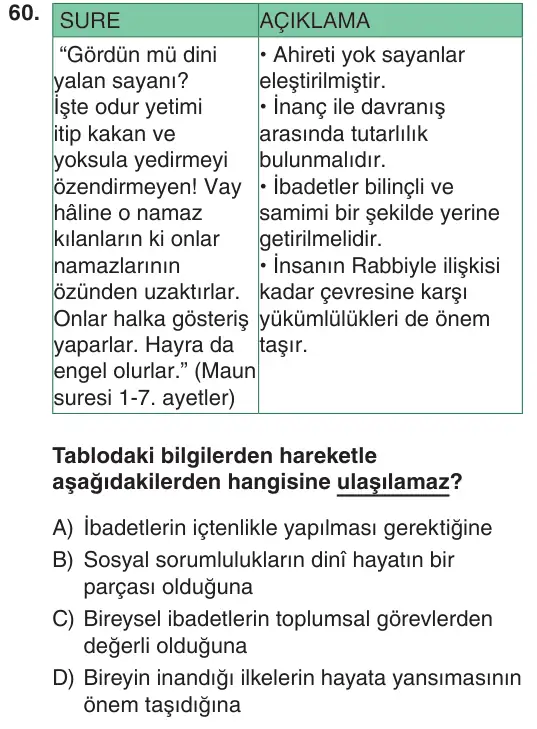 60.
SURE
“Gördün mü dini
yalan sayanı?
İşte odur yetimi
itip kakan ve
yoksula yedirmeyi
özendirmeyen! Vay
hâline o namaz
kılanların ki onlar
namazlarının
özünden uzaktırlar.
Onlar halka gösteriş
yaparlar. Hayra da
engel olurlar.” (Maun
suresi 1-7. ayetler)
AÇIKLAMA
• Ahireti yok sayanlar
eleştirilmiştir.
• İnanç ile davranış
arasında tutarlılık
bulunmalıdır.
• İbadetler bilinçli ve
samimi bir şekilde yerine
getirilmelidir.
• İnsanın Rabbiyle ilişkisi
kadar çevresine karşı
yükümlülükleri de önem
taşır.
Tablodaki bilgilerden hareketle
aşağıdakilerden hangisine ulaşılamaz?
A) İbadetlerin içtenlikle yapılması gerektiğine
B) Sosyal sorumlulukların dinî hayatın bir
parçası olduğuna
C) Bireysel ibadetlerin toplumsal görevlerden
değerli olduğuna
D) Bireyin inandığı ilkelerin hayata yansımasının
önem taşıdığına